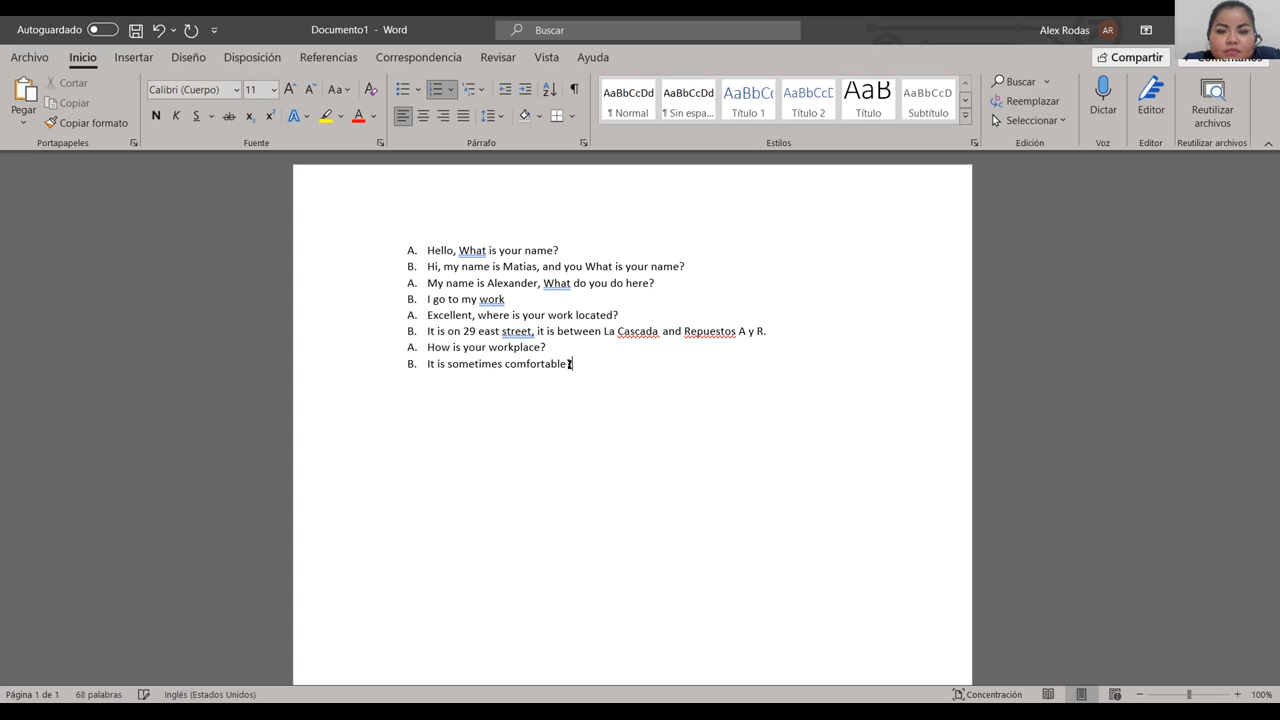 Autoguardado
Documento1 - Word
Buscar
Alex Rodas
AR
Archivo
Inicio
Insertar
Diseño
Disposición
Referencias
Correspondencia
Revisar
Vista
Ayuda
Compartir
Comentarios
Pegar
Cortar
Copiar
Copiar formato
Portapapeles
Calibri (Cuerpo)
11
Aa
N K S ab x₂ x²
Fuente
Párrafo
AaBbCcDd
¶ Normal
AaBbCcDd
¶ Sin espa...
AaBbCc
Título 1
AaBbCcD
Título 2
AaB
Título
AaBbCcD
Subtítulo
Estilos
Buscar
Reemplazar
Seleccionar
Edición
Dictar
Voz
Editor
Editor
Reutilizar
archivos
Reutilizar archivos
A. Hello, What is your name?
B. Hi, my name is Matias, and you What is your name?
A. My name is Alexander, What do you do here?
B. I go to my work
A. Excellent, where is your work located?
B. It is on 29 east street, it is between La Cascada and Repuestos A y R.
A. How is your workplace?
B. It is sometimes comfortable
Página 1 de 1
68 palabras
Inglés (Estados Unidos)
Concentración
100%